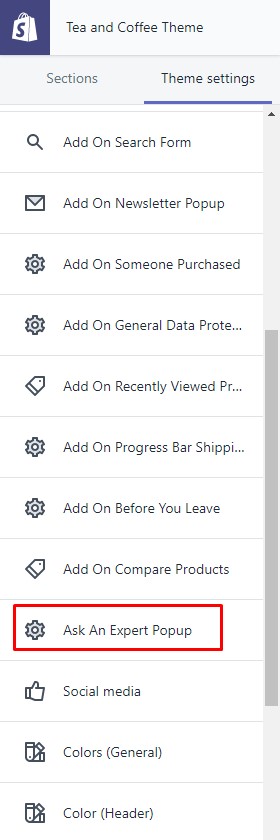 Tea and Coffee Theme
Sections
Theme settings
Add On Search Form
Add On Newsletter Popup
Add On Someone Purchased
Add On General Data Prote...
Add On Recently Viewed Pr...
Add On Progress Bar Shippi...
Add On Before You Leave
Add On Compare Products
Ask An Expert Popup
Social media
Colors (General)
Color (Header)